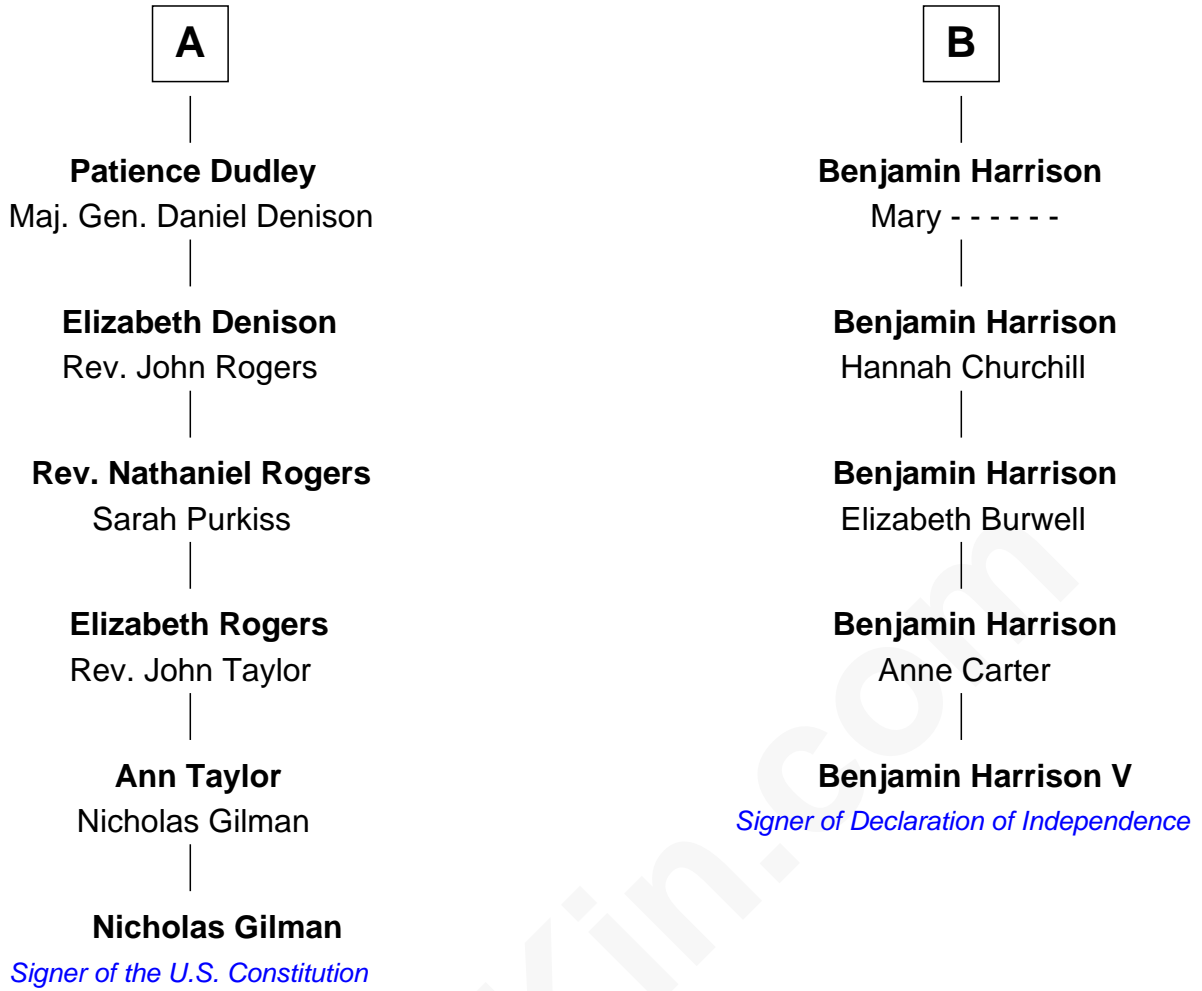 A
Patience Dudley
Maj. Gen. Daniel Denison
Elizabeth Denison
Rev. John Rogers
Rev. Nathaniel Rogers
Sarah Purkiss
Elizabeth Rogers
Rev. John Taylor
Ann Taylor
Nicholas Gilman
Nicholas Gilman
Signer of the U.S. Constitution
B
Benjamin Harrison
Mary - - - - - -
Benjamin Harrison
Hannah Churchill
Benjamin Harrison
Elizabeth Burwell
Benjamin Harrison
Anne Carter
Benjamin Harrison V
Signer of Declaration of Independence
Kin.com